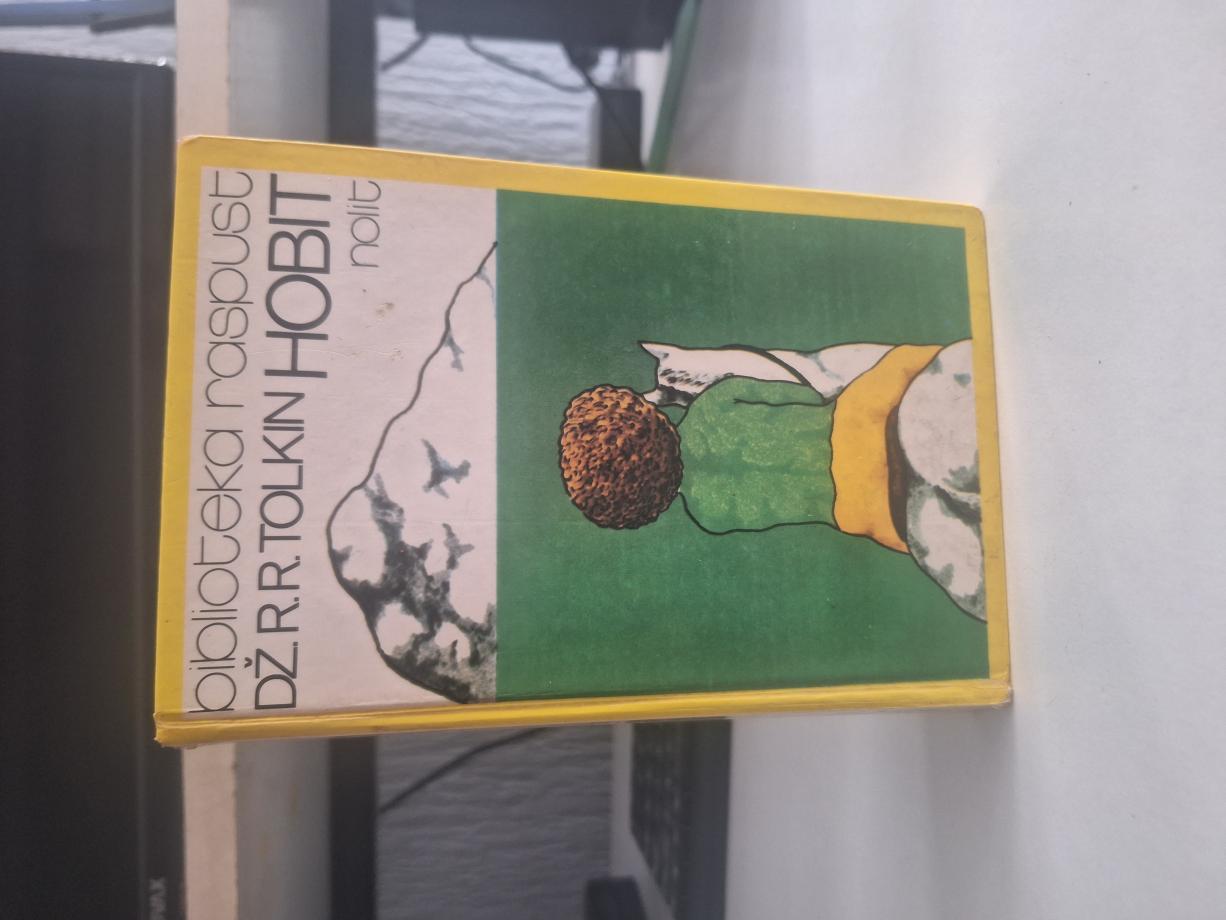 biblioteka raspust
DŽ. R. R. TOLKIN HOBIT
nolit